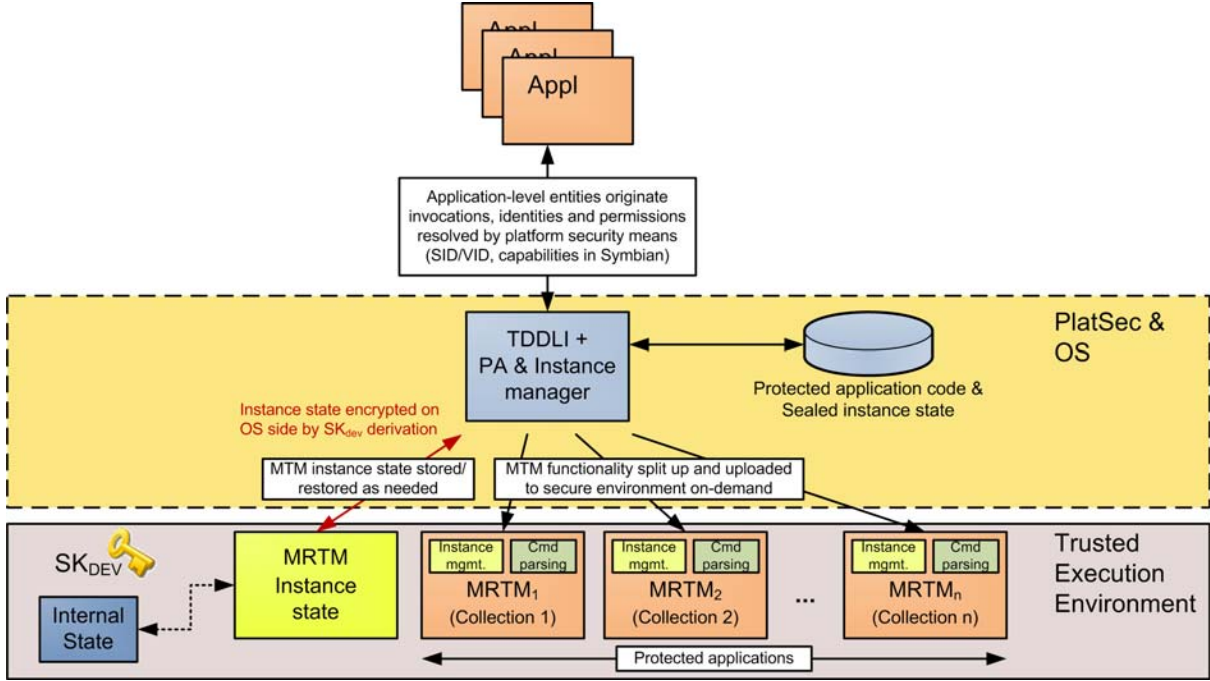 Appl
Appl
Appl
Application-level entities originate
invocations, identities and permissions
resolved by platform security means
(SID/VID, capabilities in Symbian)
TDDLI +
PA & Instance
manager
PlatSec &
OS
Protected application code &
Sealed instance state
Instance state encrypted on
OS side by SKdev derivation
MTM instance state stored/
restored as needed
MTM functionality split up and uploaded
to secure environment on-demand
SKDEV
Internal
State
MRTM
Instance
state
Instance
mgmt.
Cmd
parsing
MRTM1
(Collection 1)
Instance
mgmt.
Cmd
parsing
MRTM2
(Collection 2)
...
Instance
mgmt.
Cmd
parsing
MRTMn
(Collection n)
Trusted
Execution
Environment
Protected applications